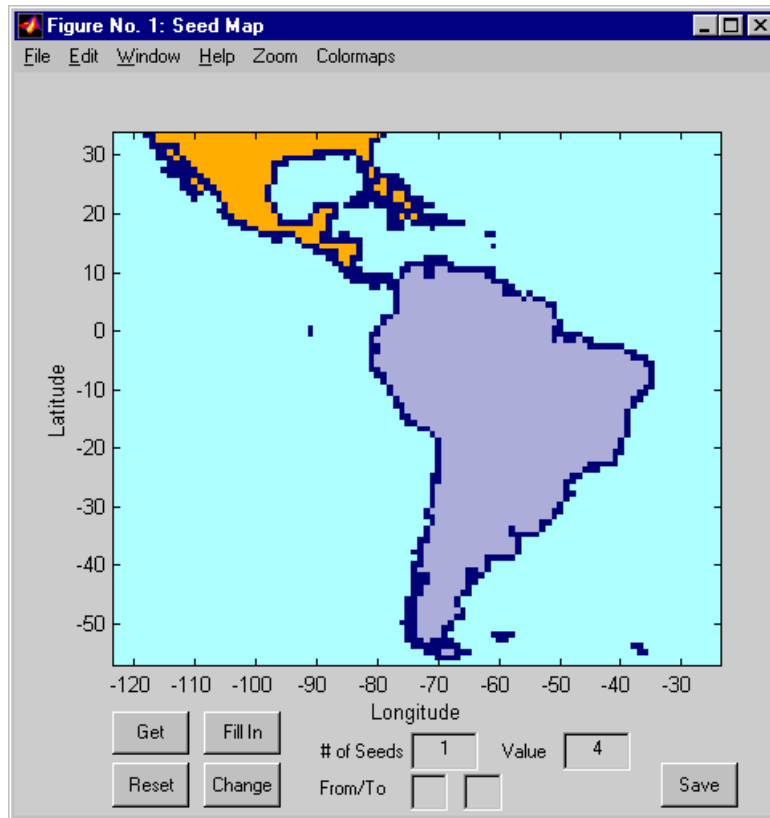 Figure No. 1: Seed Map
File Edit Window Help Zoom Colormaps
30
20
10
0
-10
-20
-30
-40
-50
Latitude
-120 -110 -100 -90 -80 -70 -60 -50 -40 -30
Longitude
Get Fill In
# of Seeds 1 Value 4
Reset Change From/To Save